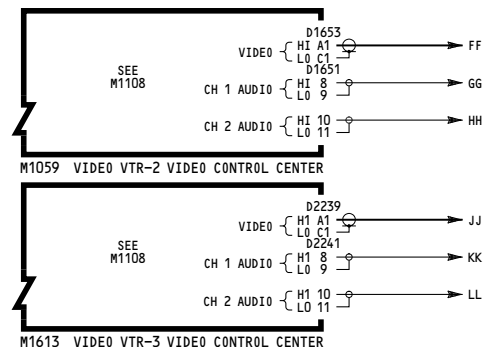 D1653
VIDEO { HI A1 FF
LO C1
D1651
SEE
M1108
CH 1 AUDIO { HI 8 GG
LO 9
CH 2 AUDIO { HI 10 HH
LO 11
M1059 VIDEO VTR-2 VIDEO CONTROL CENTER
D2239
VIDEO { H1 A1 JJ
LO C1
D2241
SEE
M1108
CH 1 AUDIO { H1 8 KK
LO 9
CH 2 AUDIO { H1 10 LL
LO 11
M1613 VIDEO VTR-3 VIDEO CONTROL CENTER